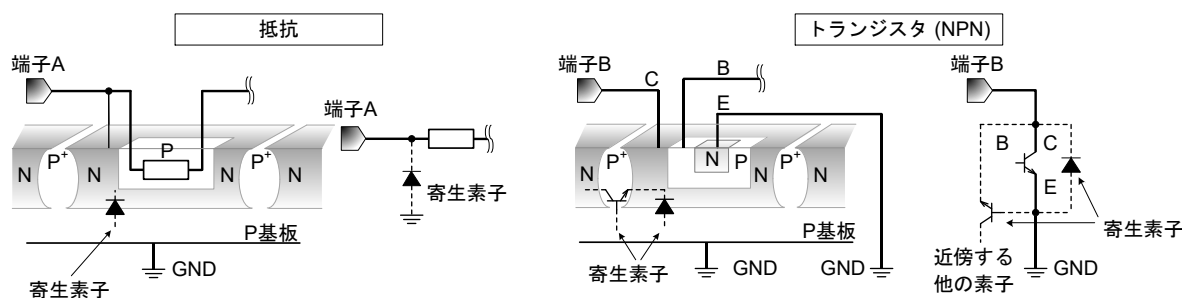 抵抗
端子A
P
N
P+
N
N
P+
N
寄生素子
P基板
GND
端子A
寄生素子
トランジスタ (NPN)
端子B
C
B
E
N
P+
N
N
P
N
P+
N
P基板
寄生素子
GND
GND
端子B
B
C
E
近傍する
他の素子
GND
寄生素子